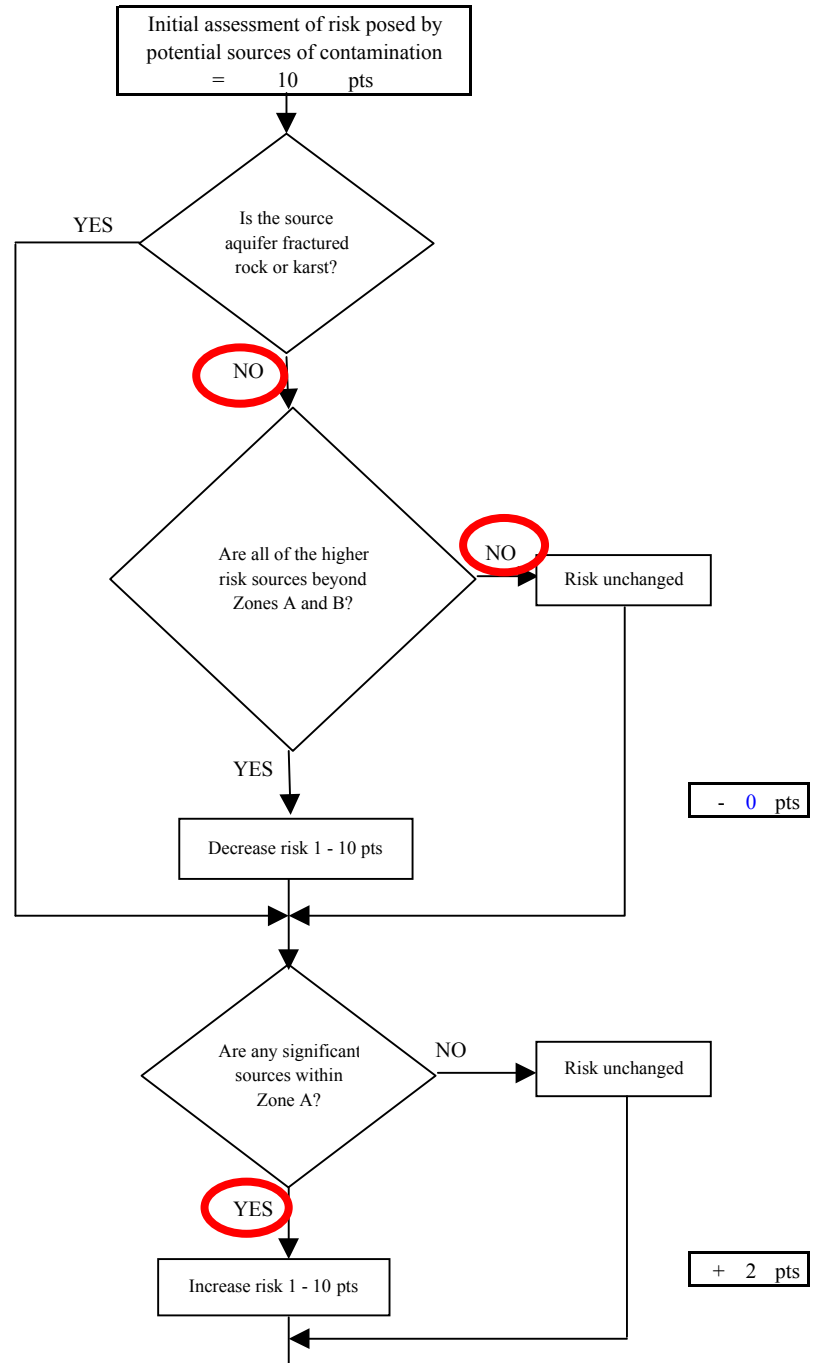 Initial assessment of risk posed by
potential sources of contamination
= 10 pts
YES
Is the source
aquifer fractured
rock or karst?
NO
Are all of the higher
risk sources beyond
Zones A and B?
NO
Risk unchanged
YES
- 0 pts
Decrease risk 1 - 10 pts
Are any significant
sources within
Zone A?
NO
Risk unchanged
YES
+ 2 pts
Increase risk 1 - 10 pts